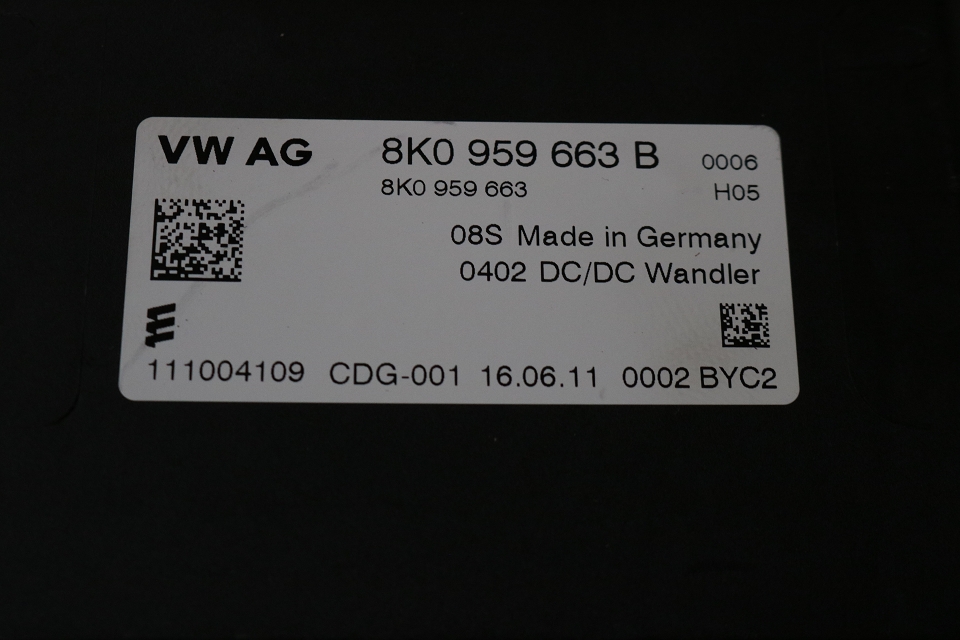 VW AG 8K0 959 663 B 0006
8K0 959 663 H05
08S Made in Germany
0402 DC/DC Wandler
111004109 CDG-001 16.06.11 0002 BYC2